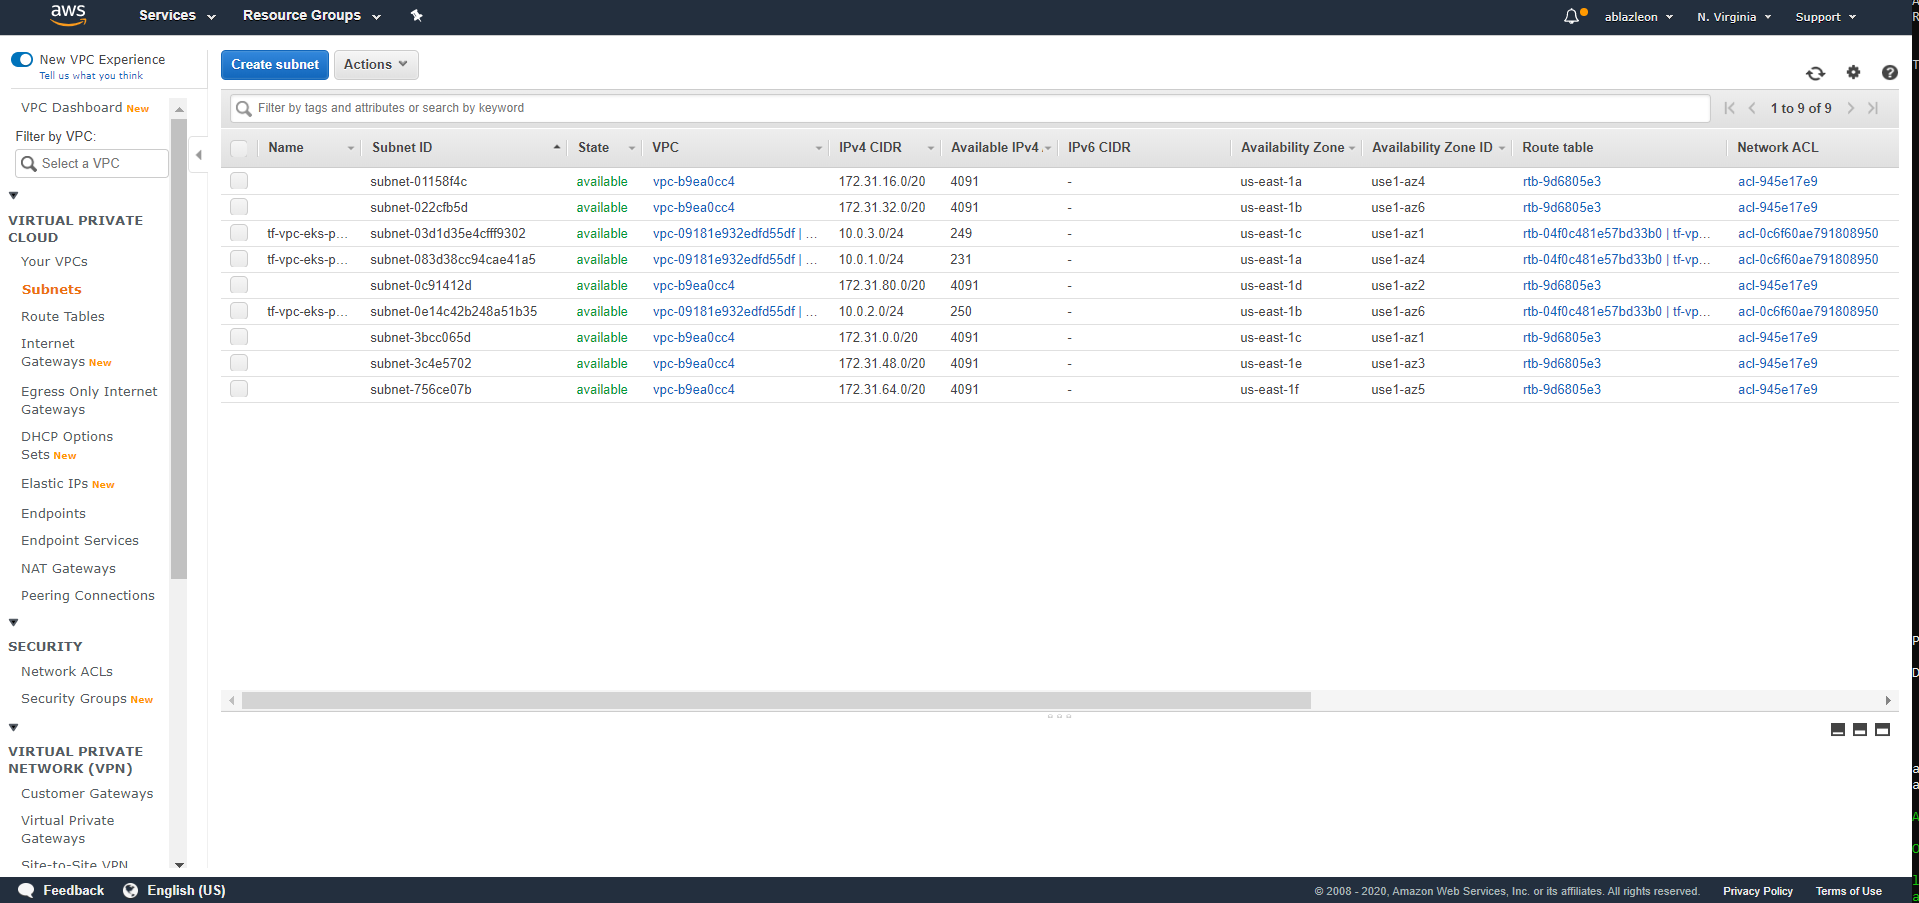 aws Services Resource Groups ablazleon N. Virginia Support
New VPC Experience
Tell us what you think
VPC Dashboard New
Filter by VPC:
Select a VPC
VIRTUAL PRIVATE
CLOUD
Your VPCs
Subnets
Route Tables
Internet
Gateways New
Egress Only Internet
Gateways
DHCP Options
Sets New
Elastic IPs New
Endpoints
Endpoint Services
NAT Gateways
Peering Connections
SECURITY
Network ACLs
Security Groups New
VIRTUAL PRIVATE
NETWORK (VPN)
Customer Gateways
Virtual Private
Gateways
Site-to-Site VPN
Create subnet Actions
Filter by tags and attributes or search by keyword 1 to 9 of 9
Name Subnet ID State VPC IPv4 CIDR Available IPv4 IPv6 CIDR Availability Zone Availability Zone ID Route table Network ACL
subnet-01158f4c available vpc-b9ea0cc4 172.31.16.0/20 4091 - us-east-1a use1-az4 rtb-9d6805e3 acl-945e17e9
subnet-022cfb5d available vpc-b9ea0cc4 172.31.32.0/20 4091 - us-east-1b use1-az6 rtb-9d6805e3 acl-945e17e9
tf-vpc-eks-p... subnet-03d1d35e4cfff9302 available vpc-09181e932edfd55df | ... 10.0.3.0/24 249 - us-east-1c use1-az1 rtb-04f0c481e57bd33b0 | tf-vp... acl-0c6f60ae791808950
tf-vpc-eks-p... subnet-083d38cc94cae41a5 available vpc-09181e932edfd55df | ... 10.0.1.0/24 231 - us-east-1a use1-az4 rtb-04f0c481e57bd33b0 | tf-vp... acl-0c6f60ae791808950
subnet-0c91412d available vpc-b9ea0cc4 172.31.80.0/20 4091 - us-east-1d use1-az2 rtb-9d6805e3 acl-945e17e9
tf-vpc-eks-p... subnet-0e14c42b248a51b35 available vpc-09181e932edfd55df | ... 10.0.2.0/24 250 - us-east-1b use1-az6 rtb-04f0c481e57bd33b0 | tf-vp... acl-0c6f60ae791808950
subnet-3bcc065d available vpc-b9ea0cc4 172.31.0.0/20 4091 - us-east-1c use1-az1 rtb-9d6805e3 acl-945e17e9
subnet-3c4e5702 available vpc-b9ea0cc4 172.31.48.0/20 4091 - us-east-1e use1-az3 rtb-9d6805e3 acl-945e17e9
subnet-756ce07b available vpc-b9ea0cc4 172.31.64.0/20 4091 - us-east-1f use1-az5 rtb-9d6805e3 acl-945e17e9
Feedback English (US) © 2008 - 2020, Amazon Web Services, Inc. or its affiliates. All rights reserved. Privacy Policy Terms of Use